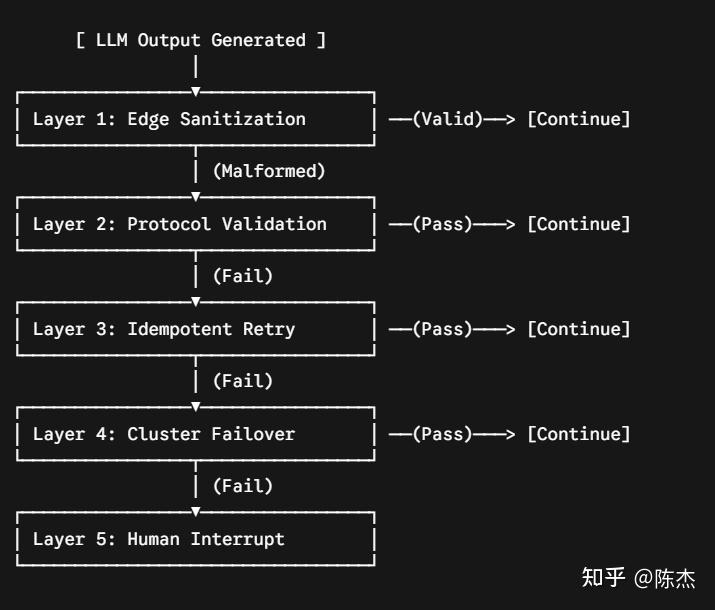 [ LLM Output Generated ]
Layer 1: Edge Sanitization ──(Valid)──> [Continue]
(Malformed)
Layer 2: Protocol Validation ──(Pass)──> [Continue]
(Fail)
Layer 3: Idempotent Retry ──(Pass)──> [Continue]
(Fail)
Layer 4: Cluster Failover ──(Pass)──> [Continue]
(Fail)
Layer 5: Human Interrupt
知乎 @陈杰